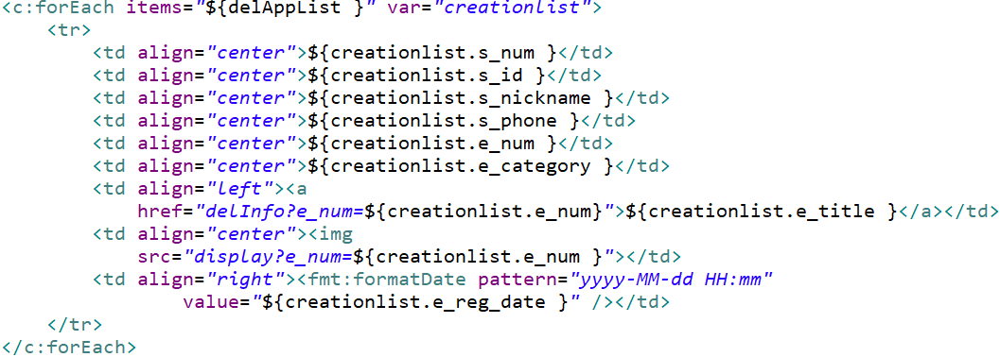 <c:forEach items="${delAppList }" var="creationlist">
<tr>
<td align="center">${creationlist.s_num }</td>
<td align="center">${creationlist.s_id }</td>
<td align="center">${creationlist.s_nickname }</td>
<td align="center">${creationlist.s_phone }</td>
<td align="center">${creationlist.e_num }</td>
<td align="center">${creationlist.e_category }</td>
<td align="left"><a
href="delInfo?e_num=${creationlist.e_num}">${creationlist.e_title }</a></td>
<td align="center"><img
src="display?e_num=${creationlist.e_num }"></td>
<td align="right"><fmt:formatDate pattern="yyyy-MM-dd HH:mm"
value="${creationlist.e_reg_date }" /></td>
</tr>
</c:forEach>